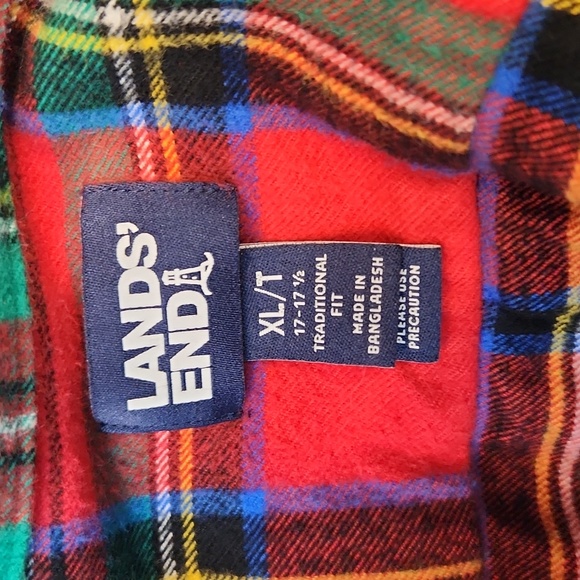 LANDS'
END
XL/T
17-17 ½
TRADITIONAL
FIT
MADE IN
BANGLADESH
PLEASE USE
PRECAUTION